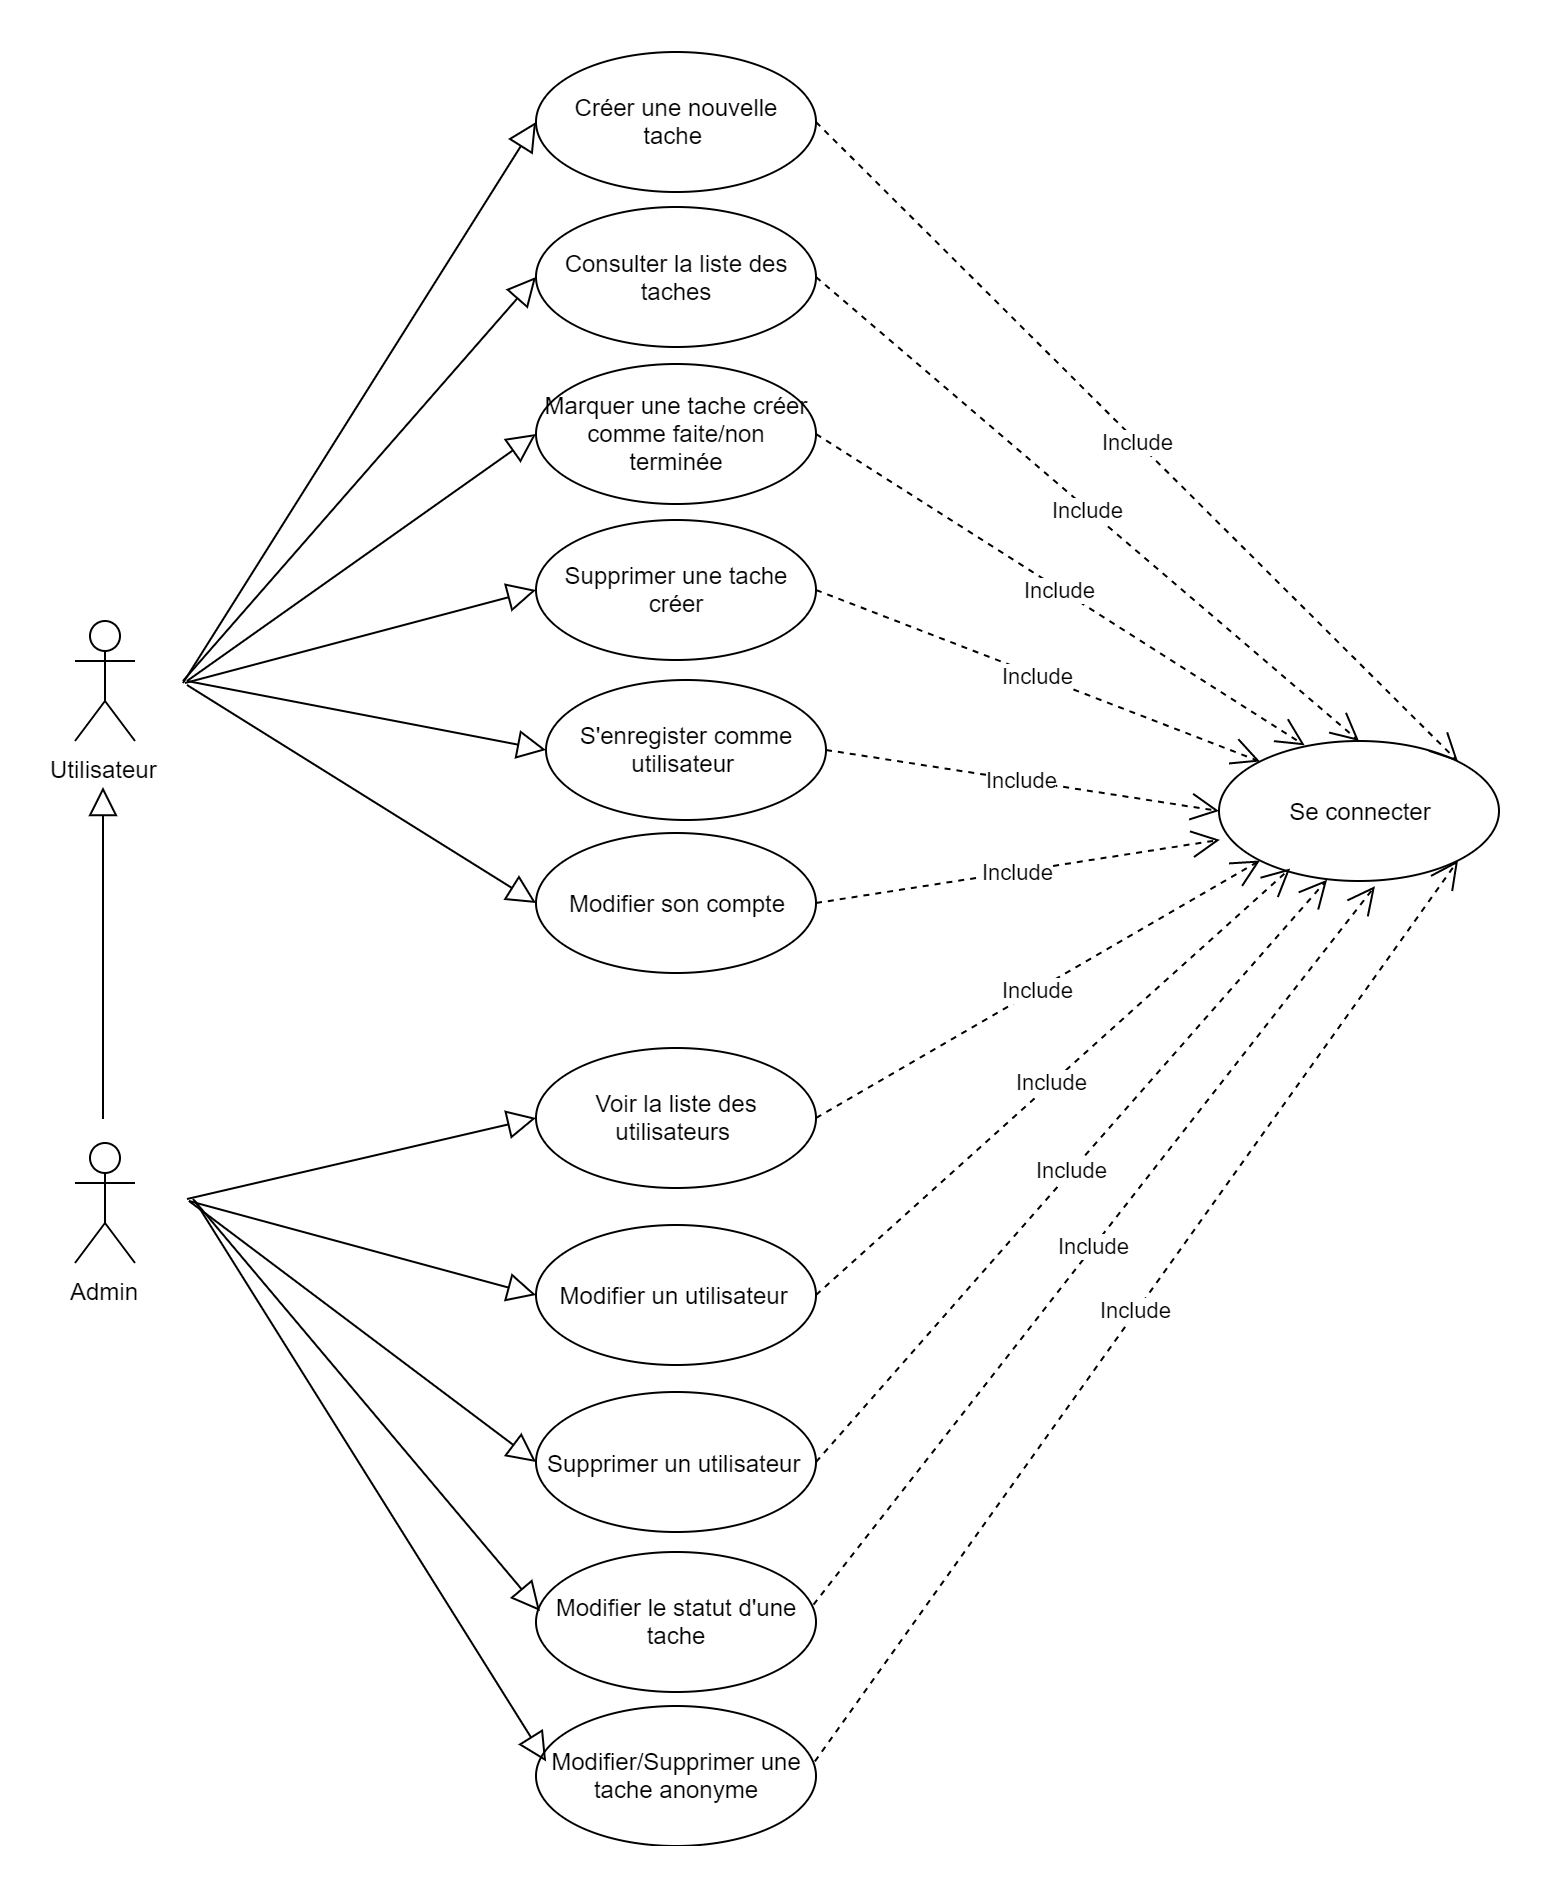 Créer une nouvelle
tache
Consulter la liste des
taches
Marquer une tache créer
comme faite/non
terminée
Include
Include
Supprimer une tache
créer
Include
Include
S'enregister comme
utilisateur
Utilisateur
Include
Se connecter
Modifier son compte
Include
Include
Voir la liste des
utilisateurs
Include
Include
Admin
Modifier un utilisateur
Include
Include
Supprimer un utilisateur
Modifier le statut d'une
tache
Modifier/Supprimer une
tache anonyme